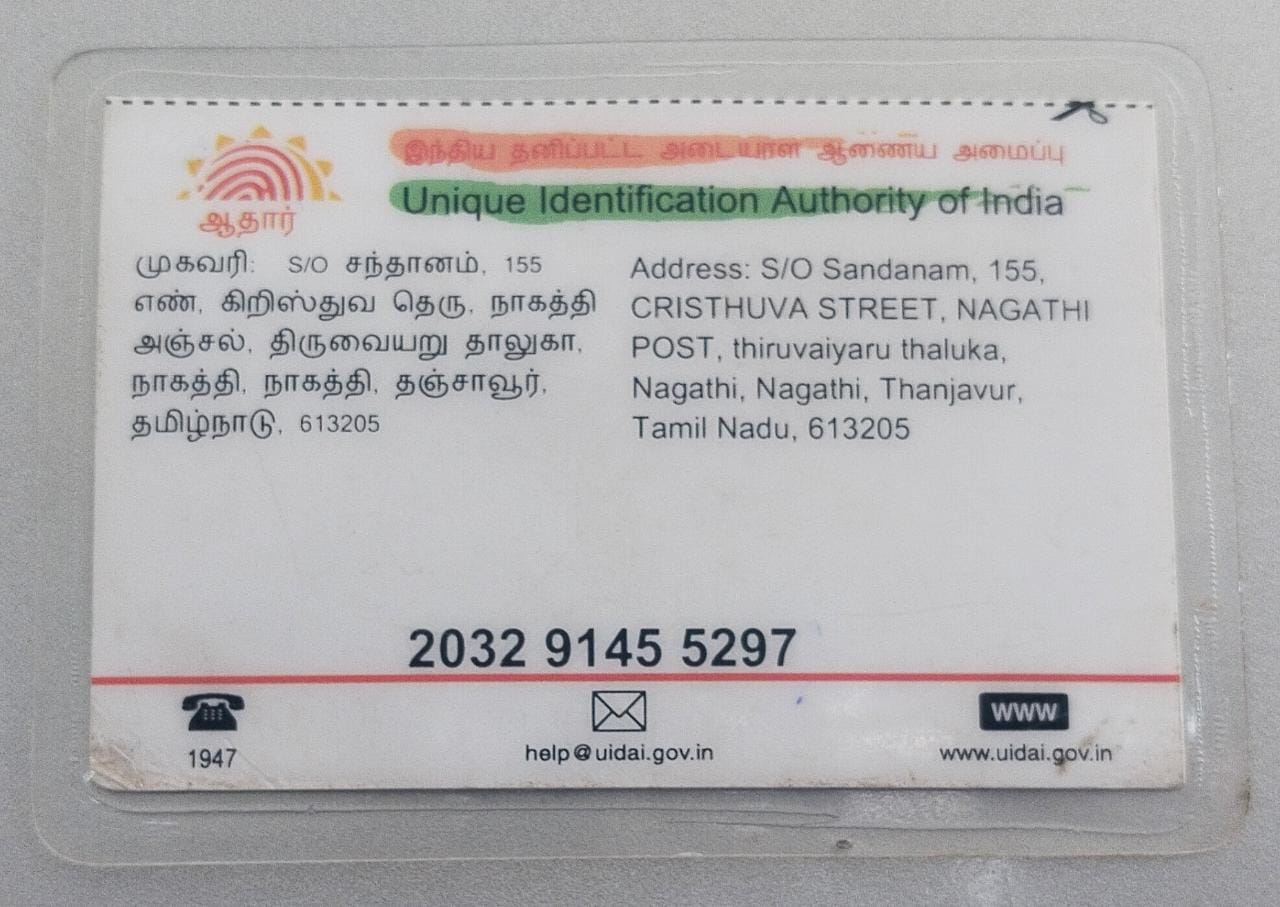 இந்திய தனிப்பட்ட அடையாள ஆணைய அமைப்பு
Unique Identification Authority of India
ஆதார்
முகவரி: S/O சந்தானம், 155
எண், கிறிஸ்துவ தெரு, நாகத்தி
அஞ்சல், திருவையறு தாலுகா,
நாகத்தி, நாகத்தி, தஞ்சாவூர்,
தமிழ்நாடு, 613205
Address: S/O Sandanam, 155,
CRISTHUVA STREET, NAGATHI
POST, thiruvaiyaru thaluka,
Nagathi, Nagathi, Thanjavur,
Tamil Nadu, 613205
2032 9145 5297
1947
help@uidai.gov.in
WWW
www.uidai.gov.in